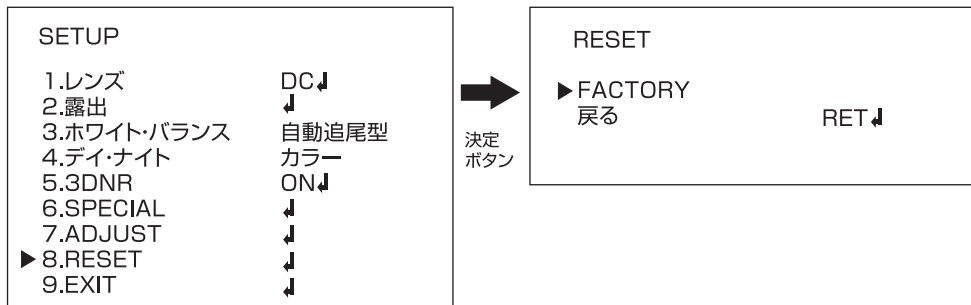 SETUP
1.レンズ DC↲
2.露出 ↲
3.ホワイト・バランス 自動追尾型
4.デイ・ナイト カラー
5.3DNR ON↲
6.SPECIAL ↲
7.ADJUST ↲
▶8.RESET ↲
9.EXIT ↲
決定
ボタン
RESET
▶FACTORY
戻る RET↲